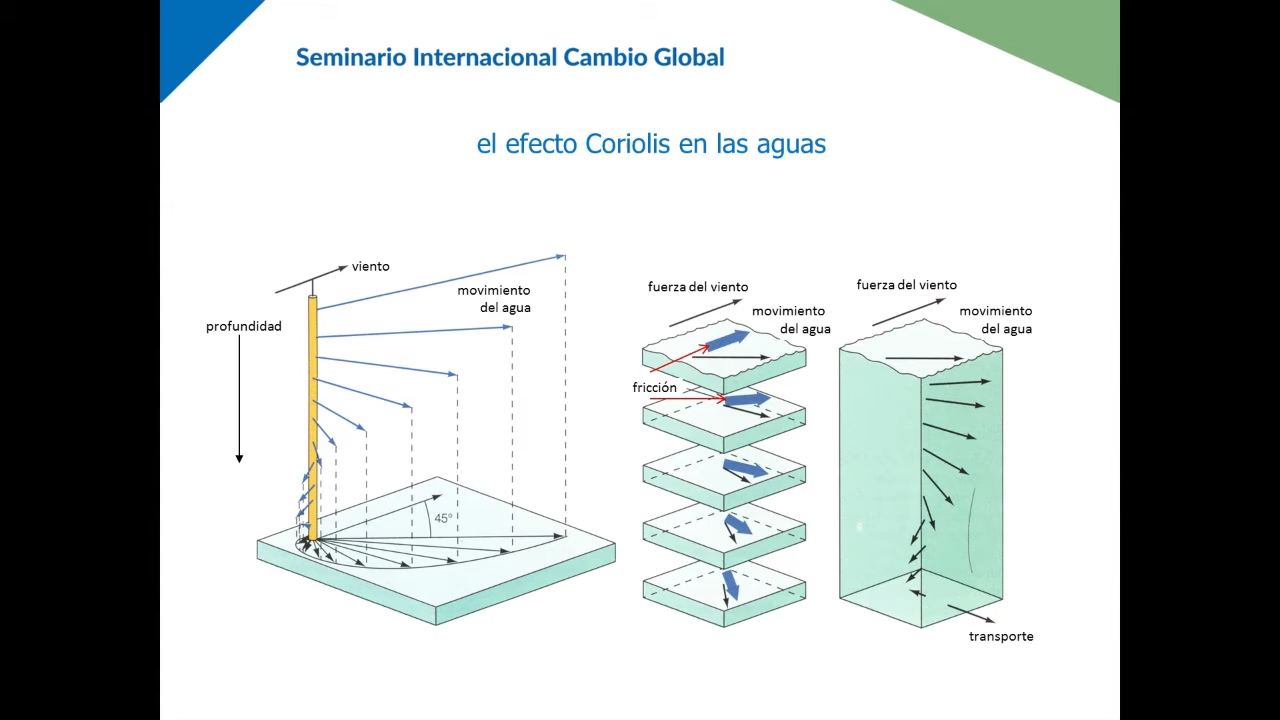 Seminario Internacional Cambio Global
el efecto Coriolis en las aguas
viento
movimiento
del agua
profundidad
45°
fuerza del viento
movimiento
del agua
fricción
fuerza del viento
movimiento
del agua
transporte